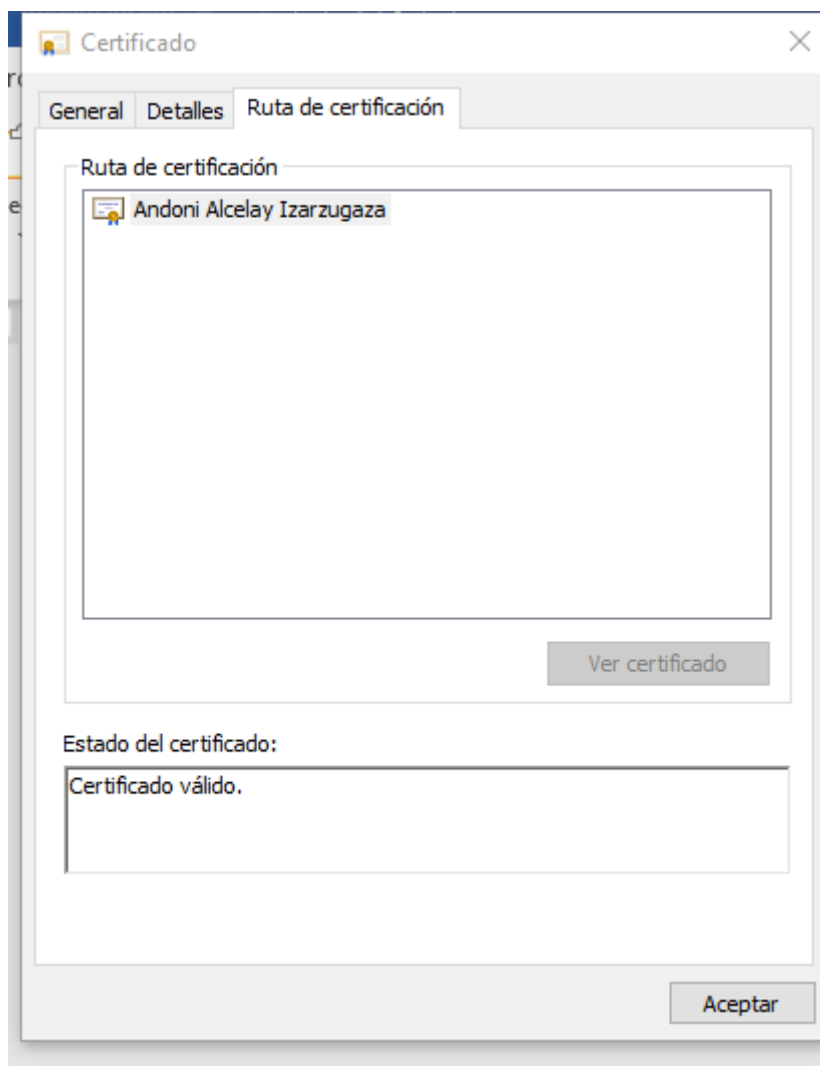 Certificado
General
Detalles
Ruta de certificación
Ruta de certificación
Andoni Alcelay Izarzugaza
Ver certificado
Estado del certificado:
Certificado válido.
Aceptar